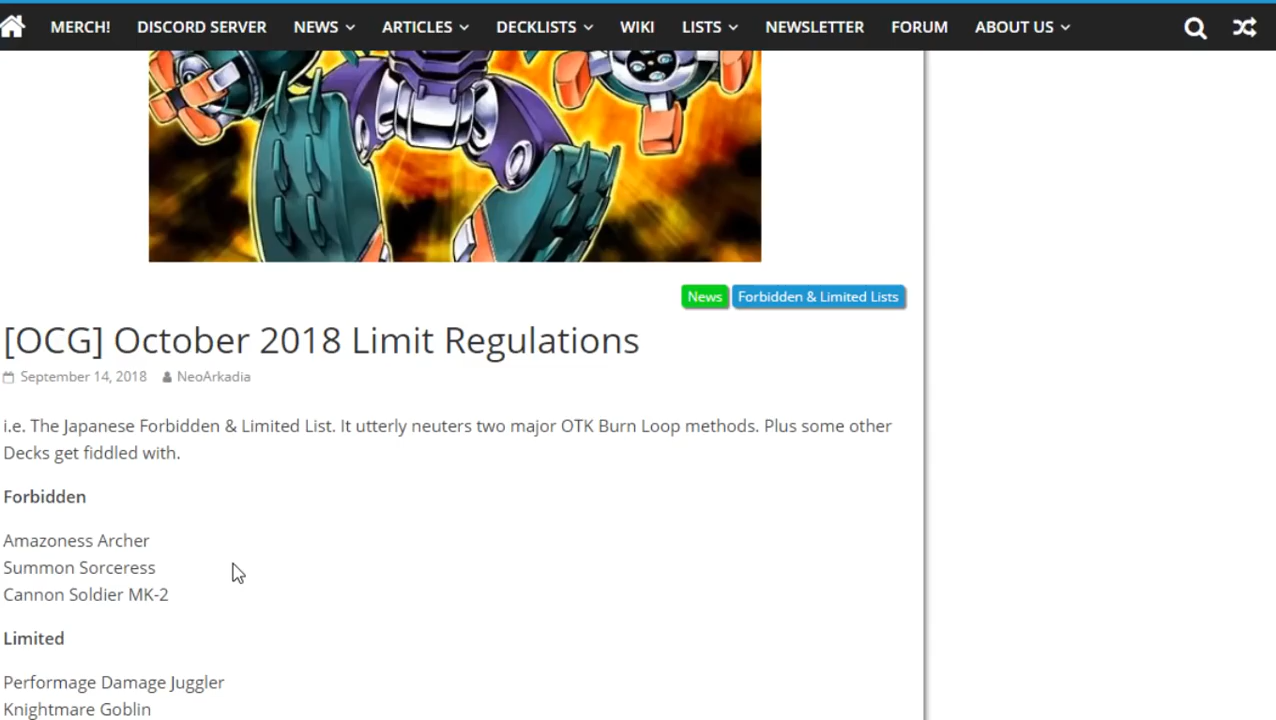 MERCH! DISCORD SERVER NEWS ARTICLES DECKLISTS WIKI LISTS NEWSLETTER FORUM ABOUT US
News Forbidden & Limited Lists
[OCG] October 2018 Limit Regulations
September 14, 2018 NeoArkadia
i.e. The Japanese Forbidden & Limited List. It utterly neuters two major OTK Burn Loop methods. Plus some other
Decks get fiddled with.
Forbidden
Amazoness Archer
Summon Sorceress
Cannon Soldier MK-2
Limited
Performage Damage Juggler
Knightmare Goblin